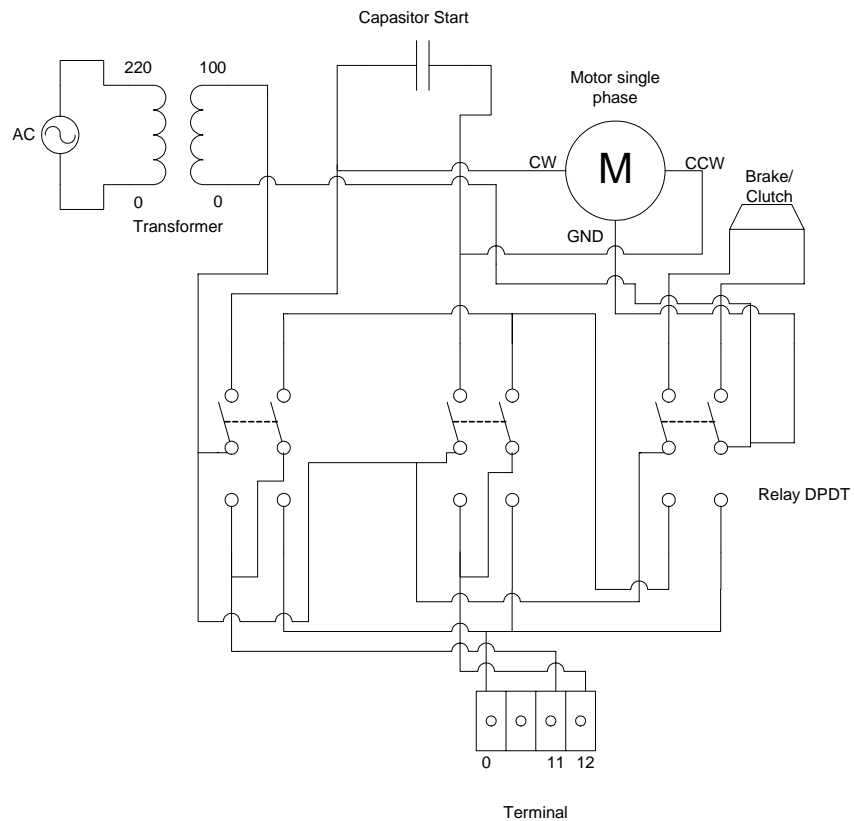 Capasitor Start
220
100
Motor single
phase
AC
CW
M
CCW
Brake/
Clutch
0
0
Transformer
GND
Relay DPDT
0
11
12
Terminal